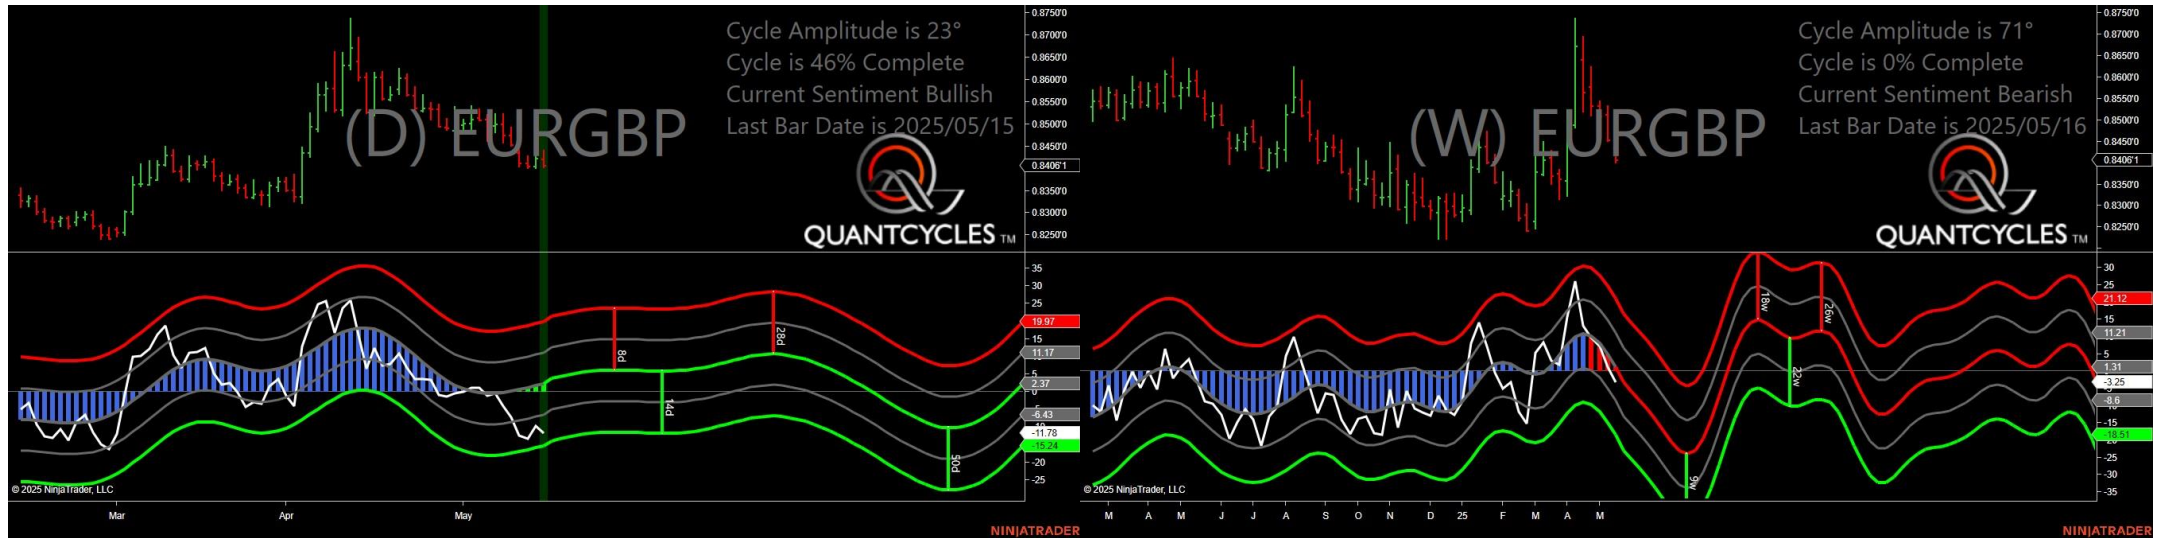 Cycle Amplitude is 23°
Cycle is 46% Complete
Current Sentiment Bullish
Last Bar Date is 2025/05/15
(D) EURGBP
QUANTCYCLES TM
0.8750'0
0.8700'0
0.8650'0
0.8600'0
0.8550'0
0.8500'0
0.8450'0
0.8406'1
0.8350'0
0.8300'0
0.8250'0
35
30
25
19.97
15
11.17
5
2.37
0
-6.43
-11.78
-15.24
-20
-25
8d
14d
28d
50d
© 2025 NinjaTrader, LLC
Mar
Apr
May
NINJATRADER
Cycle Amplitude is 71°
Cycle is 0% Complete
Current Sentiment Bearish
Last Bar Date is 2025/05/16
(W) EURGBP
QUANTCYCLES TM
0.8750'0
0.8700'0
0.8650'0
0.8600'0
0.8550'0
0.8500'0
0.8450'0
0.8406'1
0.8350'0
0.8300'0
0.8250'0
30
25
21.12
15
11.21
5
1.31
-3.25
-8.6
-18.51
-25
-30
-35
9w
18w
22w
26w
© 2025 NinjaTrader, LLC
M A M J J A S O N D 25 F M A M
NINJATRADER